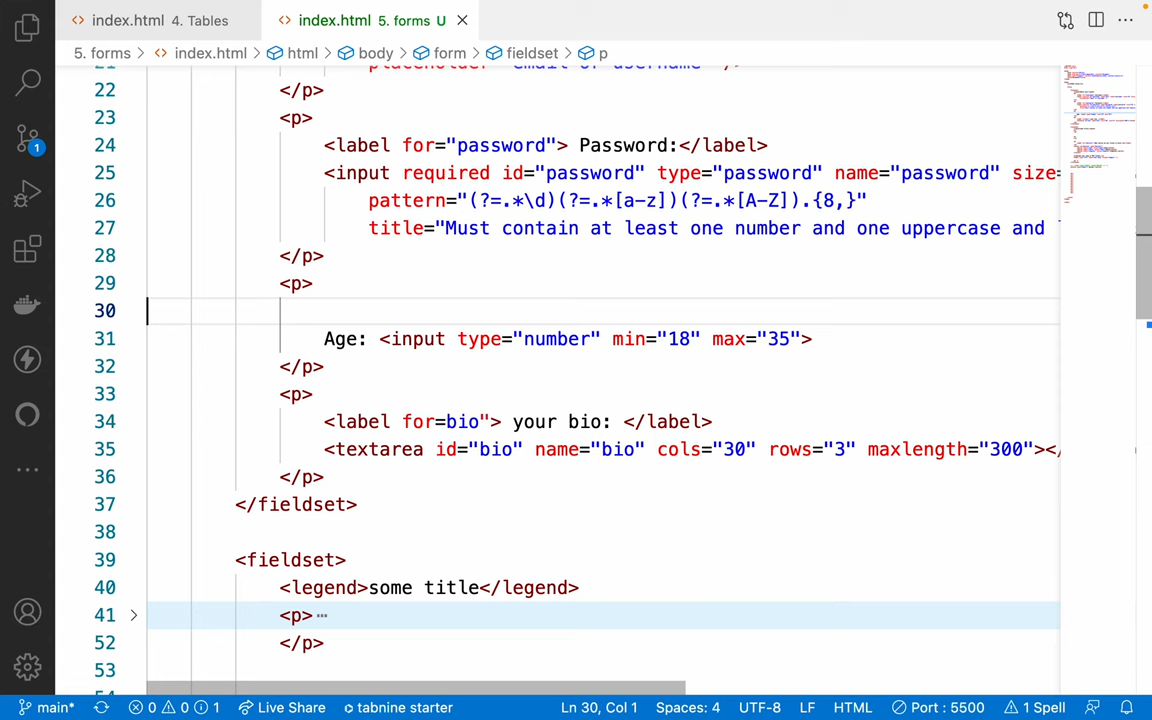 index.html 4. Tables
index.html 5. forms U
5. forms > index.html > html > body > form > fieldset > p
22 </p>
23 <p>
24 <label for="password"> Password:</label>
25 <input required id="password" type="password" name="password" size=
26 pattern="(?=.*\d)(?=.*[a-z])(?=.*[A-Z]).{8,}"
27 title="Must contain at least one number and one uppercase and
28 </p>
29 <p>
30
31 Age: <input type="number" min="18" max="35">
32 </p>
33 <p>
34 <label for=bio"> your bio: </label>
35 <textarea id="bio" name="bio" cols="30" rows="3" maxlength="300"></
36 </p>
37 </fieldset>
38
39 <fieldset>
40 <legend>some title</legend>
41 <p>…
52 </p>
53
1
main* 0 0 1 Live Share tabnine starter Ln 30, Col 1 Spaces: 4 UTF-8 LF HTML Port : 5500 1 Spell